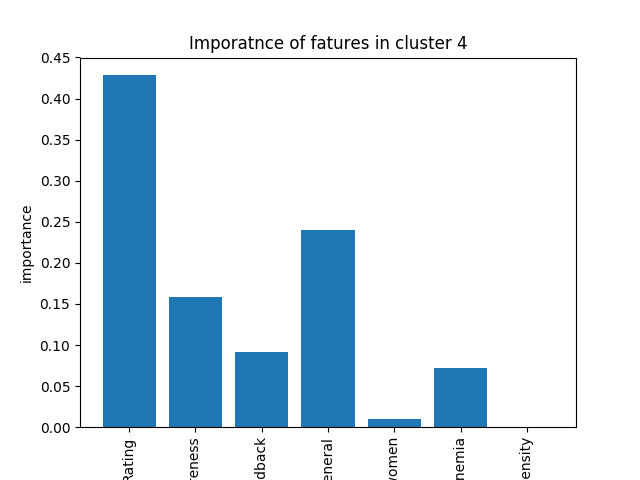 Imporatnce of fatures in cluster 4
importance
0.45
0.40
0.35
0.30
0.25
0.20
0.15
0.10
0.05
0.00
Rating
reness
dback
eneral
women
nemia
ensity